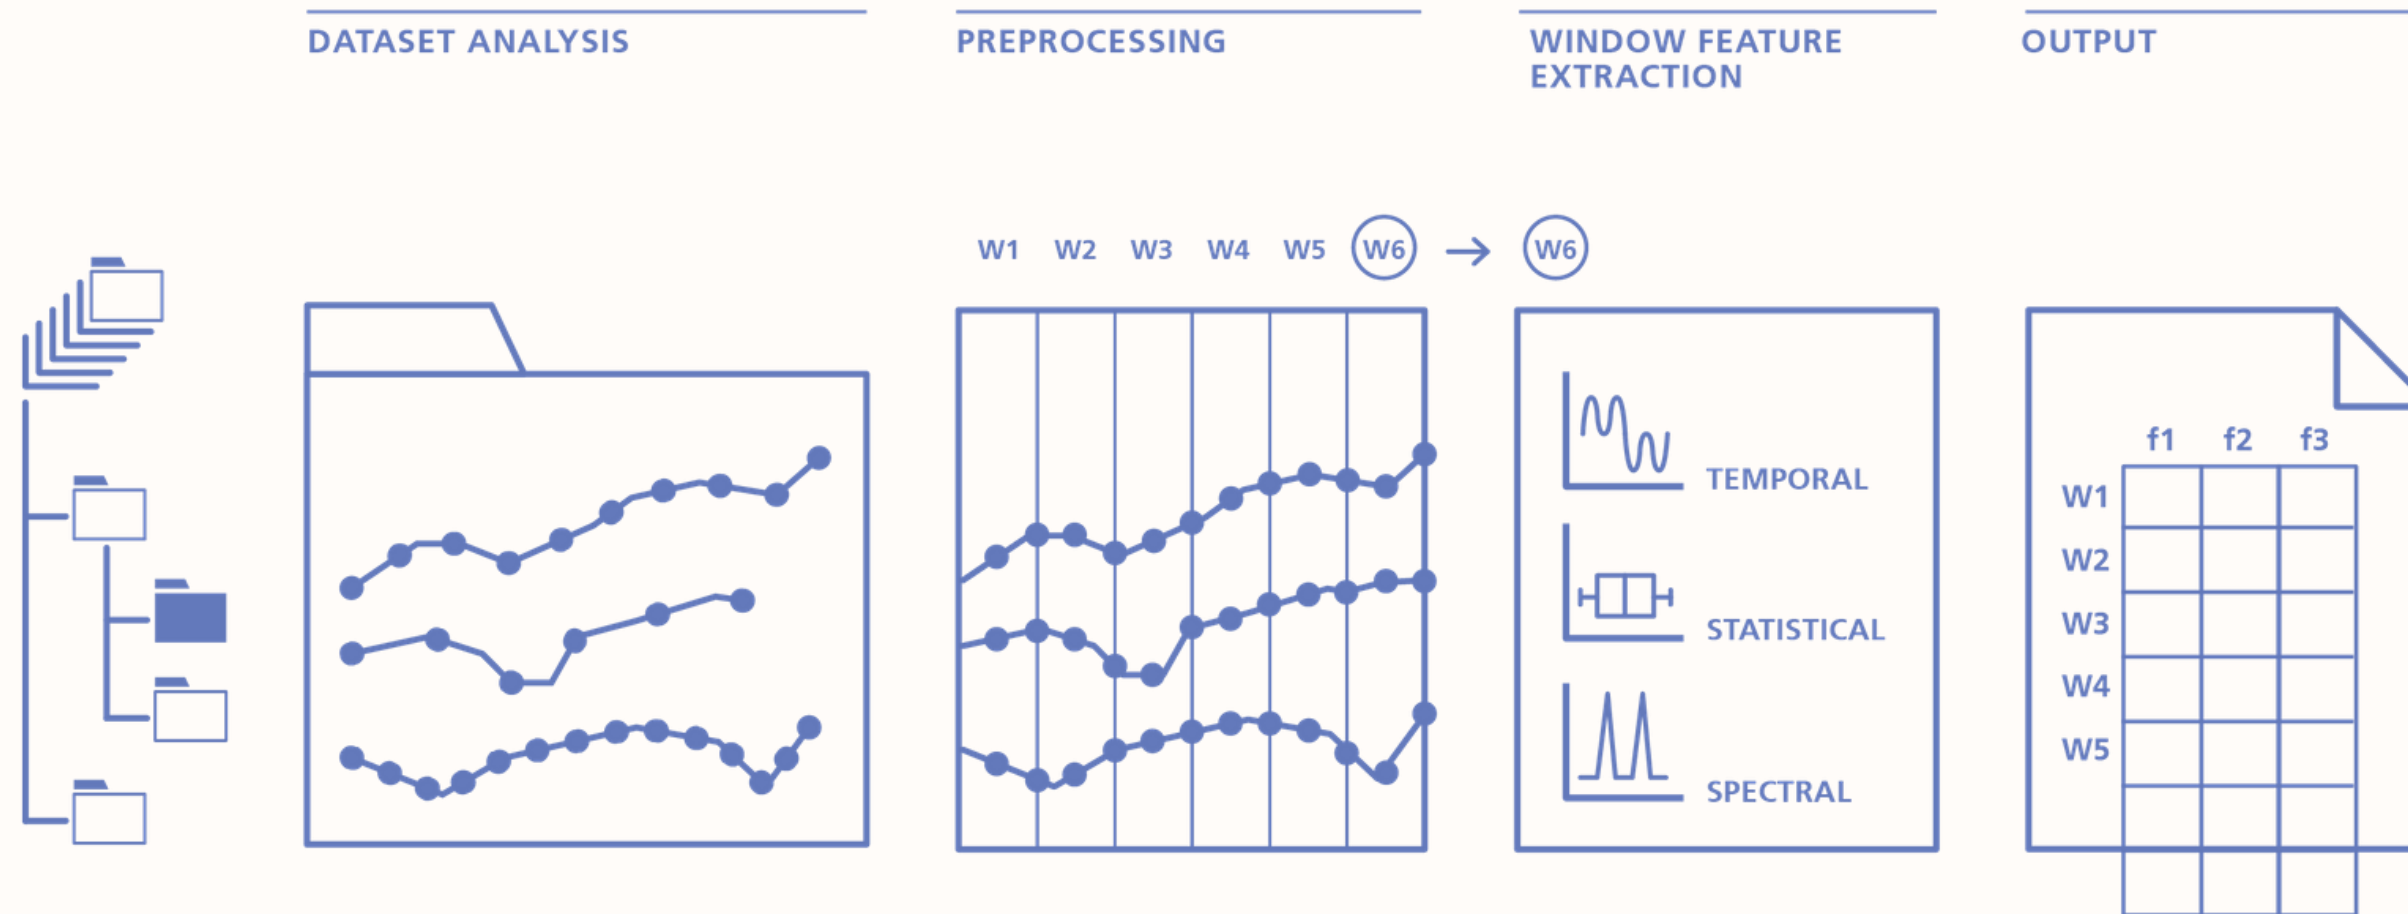 DATASET ANALYSIS
PREPROCESSING
WINDOW FEATURE
EXTRACTION
OUTPUT
W1 W2 W3 W4 W5 W6 → W6
TEMPORAL
STATISTICAL
SPECTRAL
f1 f2 f3
W1
W2
W3
W4
W5